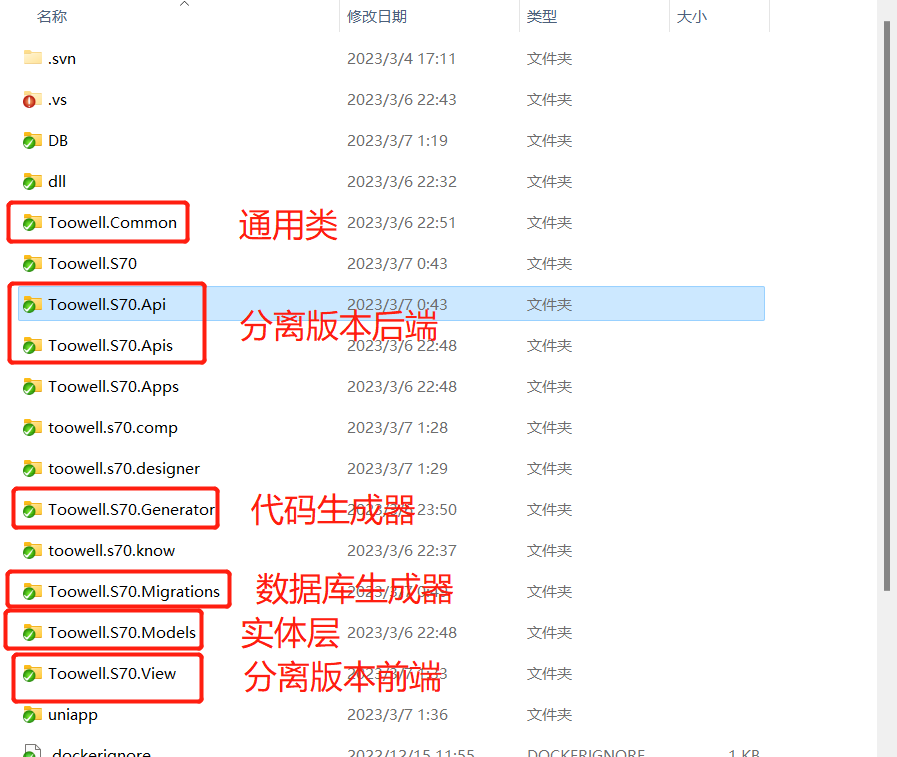 名称 修改日期 类型 大小
.svn 2023/3/4 17:11 文件夹
.vs 2023/3/6 22:43 文件夹
DB 2023/3/7 1:19 文件夹
dll 2023/3/6 22:32 文件夹
Toowell.Common 通用类 2023/3/6 22:51 文件夹
Toowell.S70 2023/3/7 0:43 文件夹
Toowell.S70.Api 2023/3/7 0:43 文件夹
分离版本后端
Toowell.S70.Apis 2023/3/6 22:48 文件夹
Toowell.S70.Apps 2023/3/6 22:48 文件夹
toowell.s70.comp 2023/3/7 1:28 文件夹
toowell.s70.designer 2023/3/7 1:29 文件夹
Toowell.S70.Generator 代码生成器 23:50 文件夹
toowell.s70.know 2023/3/6 22:37 文件夹
Toowell.S70.Migrations 数据库生成器 文件夹
Toowell.S70.Models 实体层 2023/3/6 22:48 文件夹
Toowell.S70.View 分离版本前端 文件夹
uniapp 2023/3/7 1:36 文件夹
.dockerignore 2022/12/15 11:55 DOCKERIGNORE 1 KB